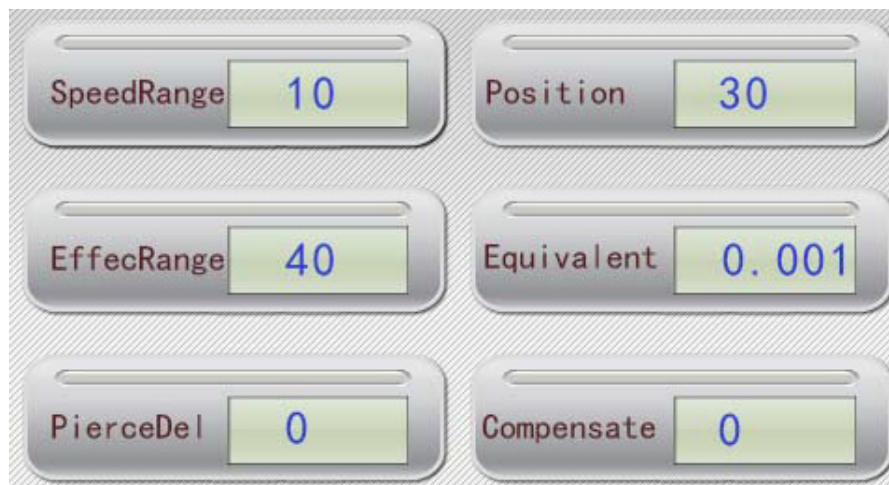 SpeedRange 10 Position 30
EffecRange 40 Equivalent 0.001
PierceDel 0 Compensate 0